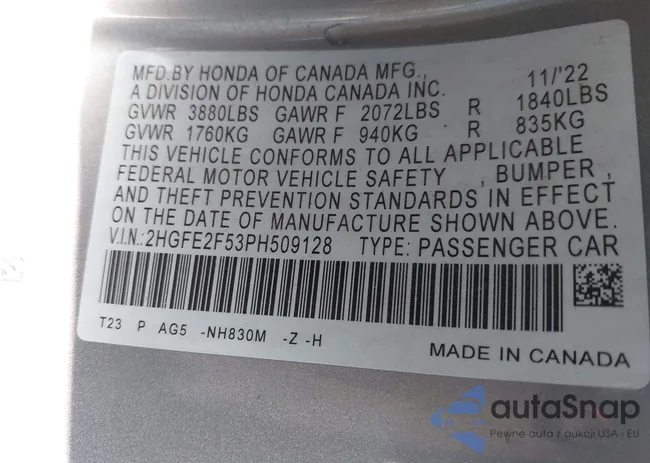 MFD.BY HONDA OF CANADA MFG., 11/'22
A DIVISION OF HONDA CANADA INC.
GVWR 3880LBS GAWR F 2072LBS R 1840LBS
GVWR 1760KG GAWR F 940KG R 835KG
THIS VEHICLE CONFORMS TO ALL APPLICABLE
FEDERAL MOTOR VEHICLE SAFETY , BUMPER ,
AND THEFT PREVENTION STANDARDS IN EFFECT
ON THE DATE OF MANUFACTURE SHOWN ABOVE.
V.I.N.:2HGFE2F53PH509128 TYPE: PASSENGER CAR
T23 P AG5 -NH830M -Z -H
MADE IN CANADA
autaSnap
Pewne auta z aukcji USA i EU